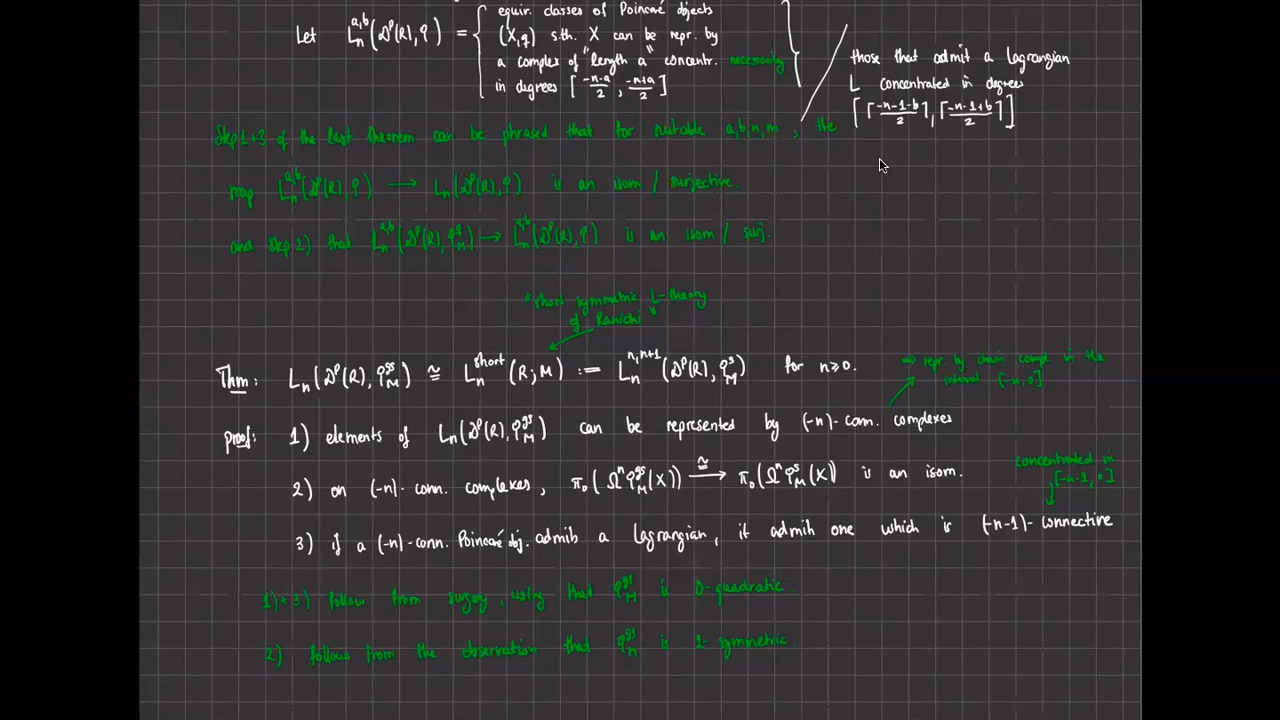 equiv. classes of Poincaré objects
Let L_n^{a,b}(𝒟^p(R), Ϙ) = { (X,q) s.th. X can be repr. by
a complex of "length a" concentr. necessarily
in degrees [ -n-a/2 , -n+a/2 ] }
those that admit a Lagrangian
L concentrated in degrees
[ ⌈ -n-1-b/2 ⌉, ⌈ -n-1+b/2 ⌉ ]
Step 1+3 of the last theorem can be phrased that for suitable a,b,n,m, the
map L_n^{a,b}(𝒟^p(R), Ϙ) → L_n(𝒟^p(R), Ϙ) is an isom / surjective.
and Step 2) that L_n^{a,b}(𝒟^p(R), Ϙ_M^q) → L_n^{a,b}(𝒟^p(R), Ϙ) is an isom / surj.
"short symmetric L-theory
of Ranicki
Thm: L_n(𝒟^p(R), Ϙ_M^{gs}) ≅ L_n^{short}(R; M) := L_n^{n,n+1}(𝒟^p(R), Ϙ_M^s) for n≥0.
⇒ repr. by chain compl. in the
interval [-n,0]
Proof: 1) elements of L_n(𝒟^p(R), Ϙ_M^{gs}) can be represented by (-n)-conn. complexes
2) on (-n)-conn. complexes, π_0(Ω^n Ϙ_M^{gs}(X)) ≅→ π_0(Ω^n Ϙ_M^s(X)) is an isom.
concentrated in
[-n-1, 0]
3) if a (-n)-conn. Poincaré obj. admits a Lagrangian, it admits one which is (-n-1)-connective
1)+3) follow from surgery, using that Ϙ_M^{gs} is 0-quadratic.
2) follows from the observation that Ϙ_M^{gs} is 2-symmetric.